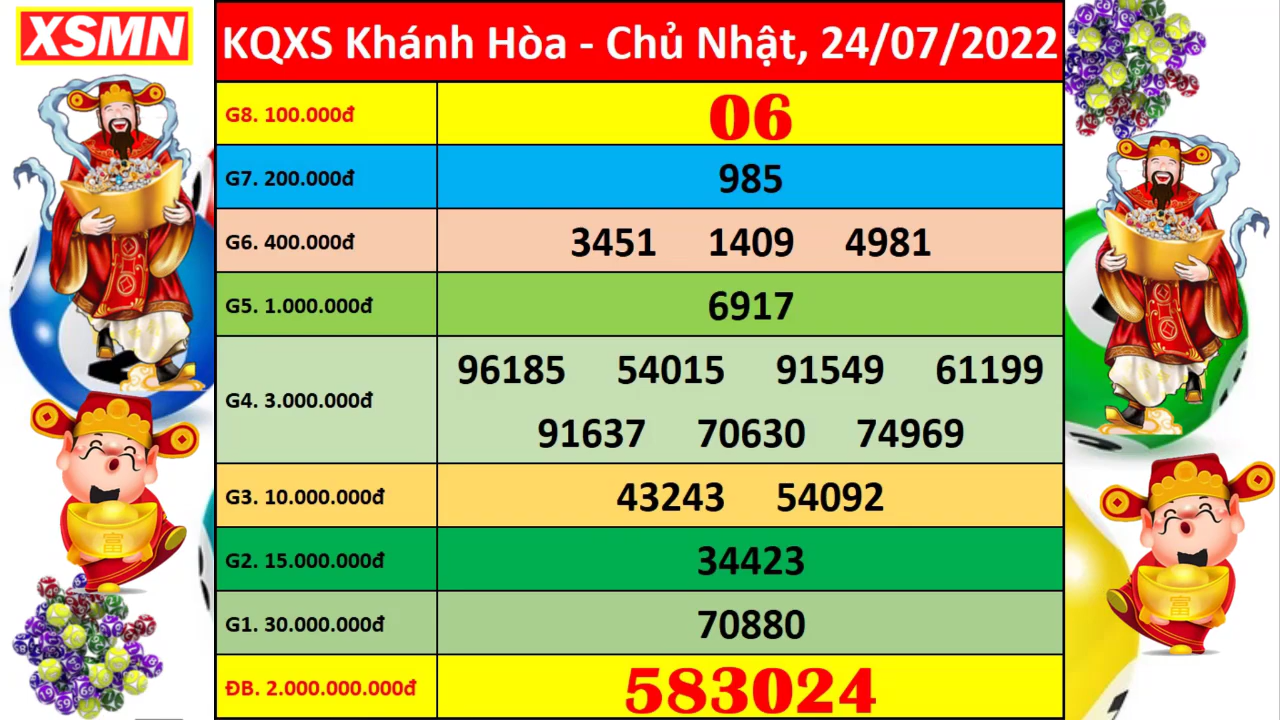 XSMN
KQXS Khánh Hòa - Chủ Nhật, 24/07/2022
G8. 100.000đ
06
G7. 200.000đ
985
G6. 400.000đ
3451 1409 4981
G5. 1.000.000đ
6917
G4. 3.000.000đ
96185 54015 91549 61199
91637 70630 74969
G3. 10.000.000đ
43243 54092
G2. 15.000.000đ
34423
G1. 30.000.000đ
70880
ĐB. 2.000.000.000đ
583024
富
富